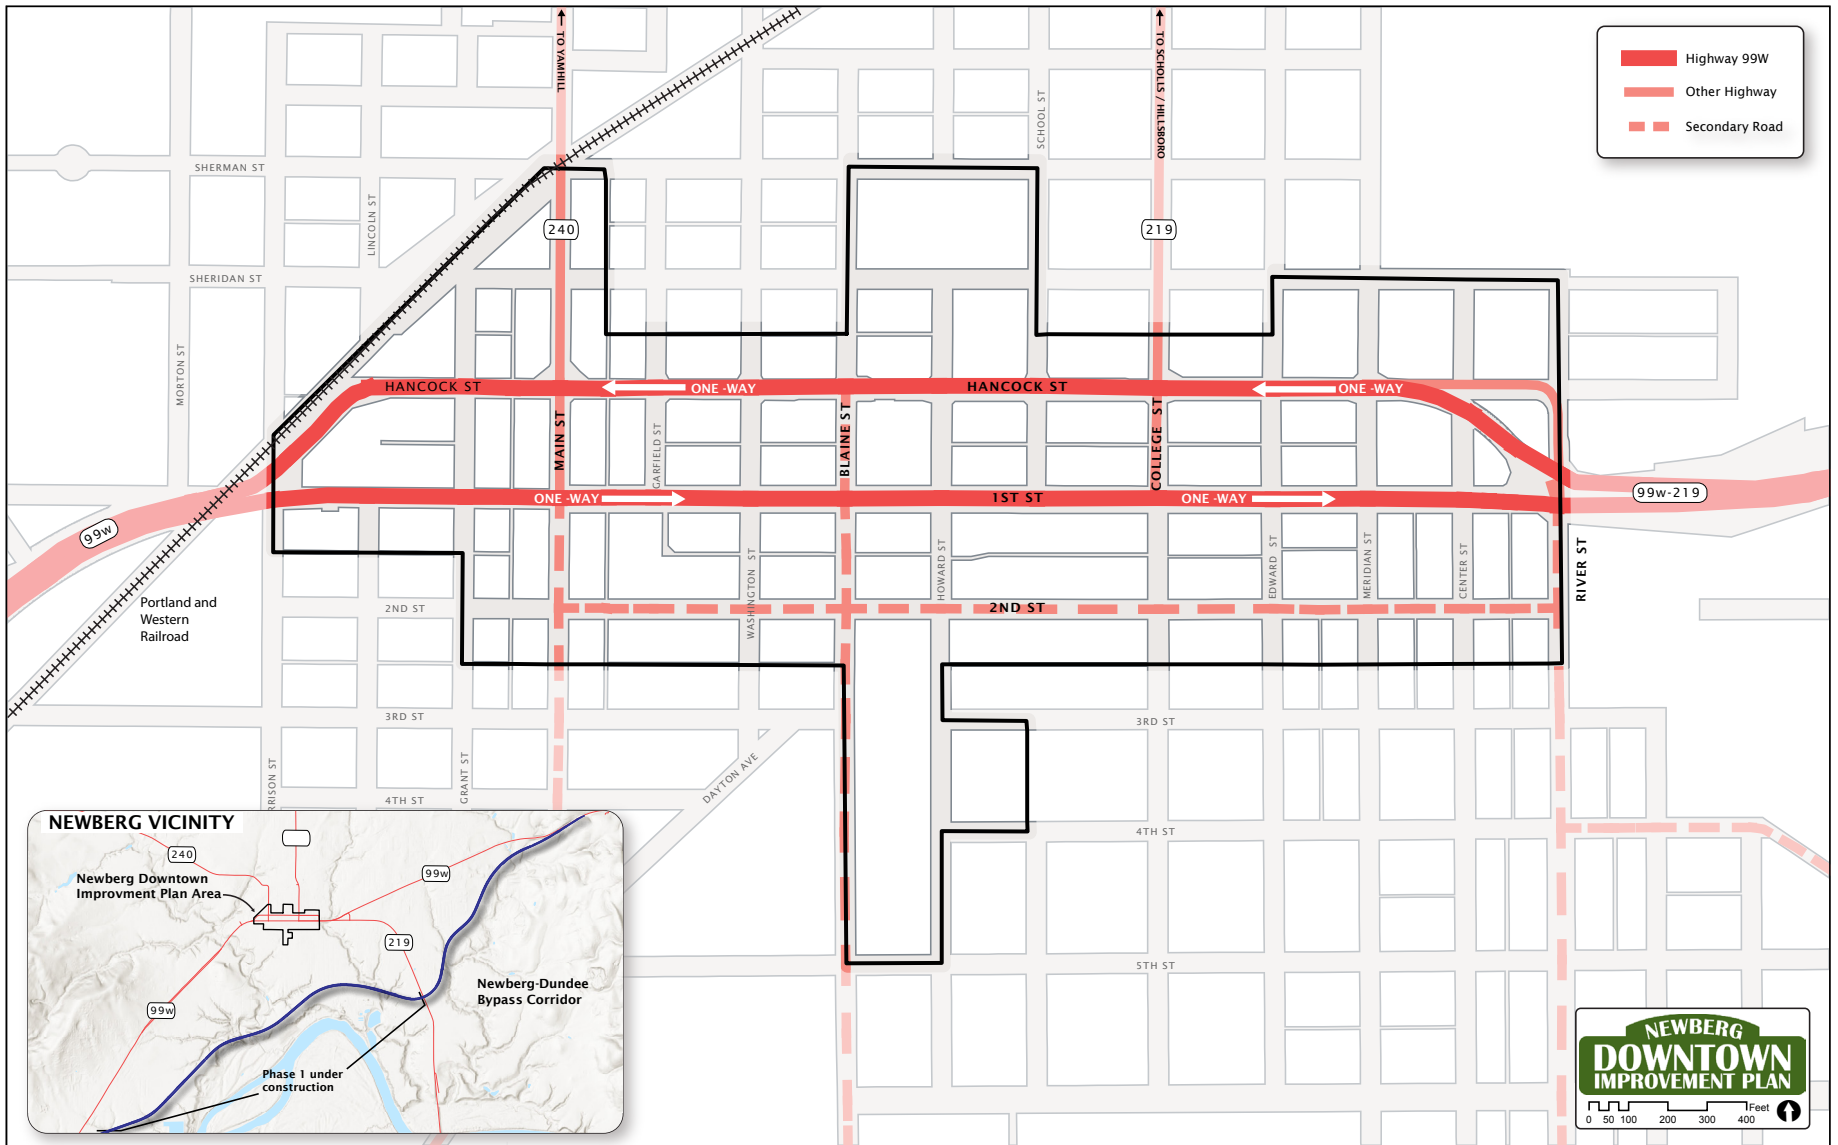 TO YAMHILL
TO SCHOLLS / HILLSBORO
Highway 99W
Other Highway
Secondary Road
SCHOOL ST
SHERMAN ST
LINCOLN ST
240
219
SHERIDAN ST
MORTON ST
HANCOCK ST
ONE -WAY
HANCOCK ST
ONE -WAY
MAIN ST
GARFIELD ST
BLAINE ST
COLLEGE ST
ONE -WAY
1ST ST
ONE -WAY
99w-219
99w
WASHINGTON ST
HOWARD ST
EDWARD ST
MERIDIAN ST
CENTER ST
RIVER ST
Portland and
Western
Railroad
2ND ST
2ND ST
3RD ST
3RD ST
RISON ST
GRANT ST
DAYTON AVE
4TH ST
4TH ST
5TH ST
NEWBERG VICINITY
240
99w
Newberg Downtown
Improvment Plan Area
219
Newberg-Dundee
Bypass Corridor
99w
Phase 1 under
construction
NEWBERG
DOWNTOWN
IMPROVEMENT PLAN
Feet
0 50 100 200 300 400